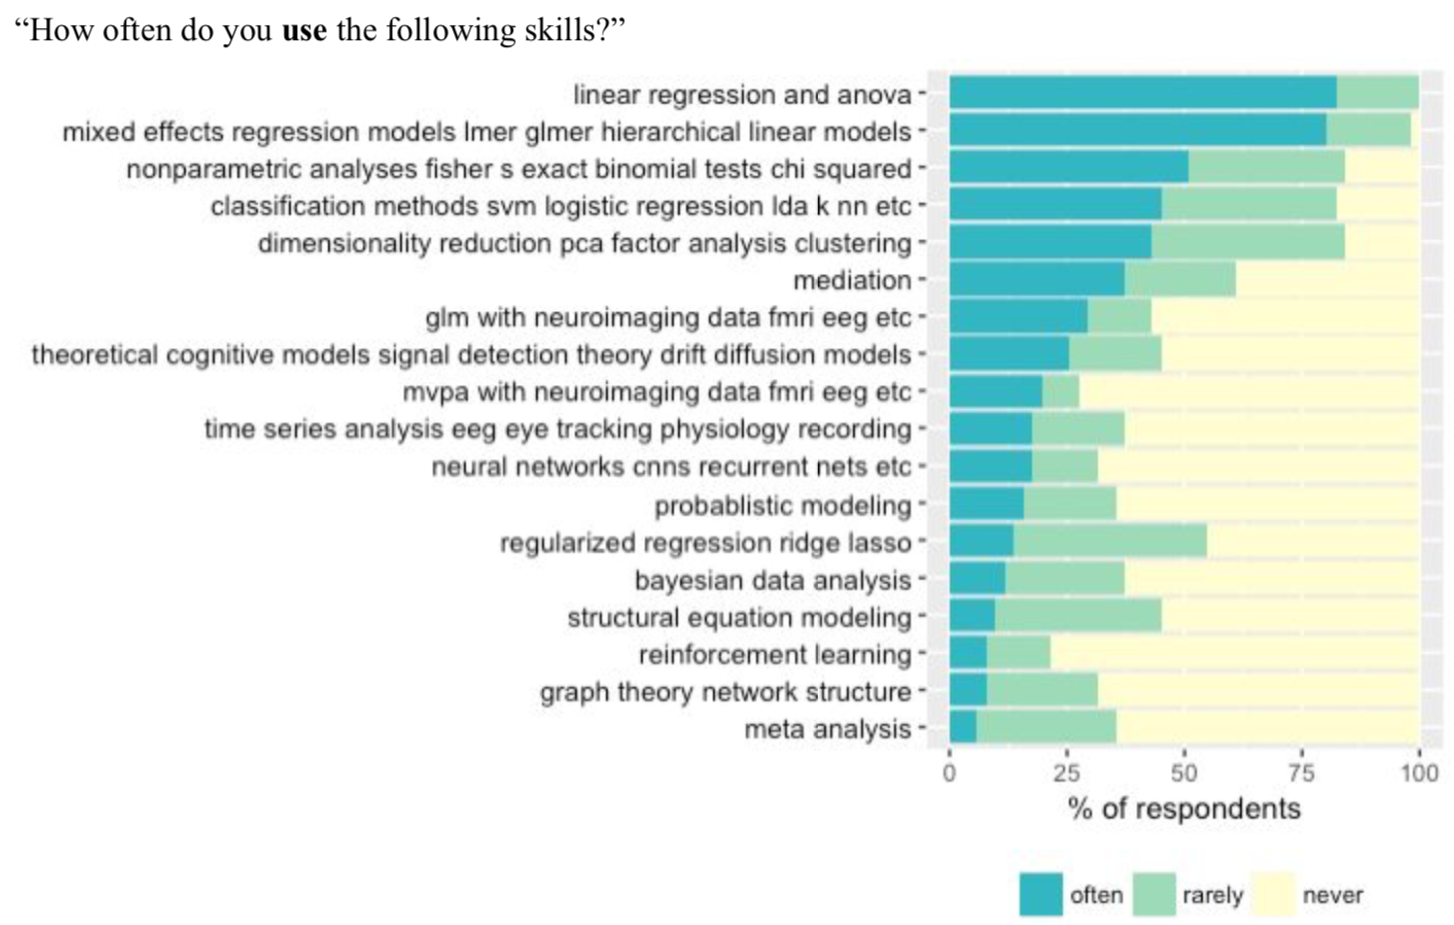 “How often do you use the following skills?”
linear regression and anova
mixed effects regression models lmer glmer hierarchical linear models
nonparametric analyses fisher s exact binomial tests chi squared
classification methods svm logistic regression lda k nn etc
dimensionality reduction pca factor analysis clustering
mediation
glm with neuroimaging data fmri eeg etc
theoretical cognitive models signal detection theory drift diffusion models
mvpa with neuroimaging data fmri eeg etc
time series analysis eeg eye tracking physiology recording
neural networks cnns recurrent nets etc
probablistic modeling
regularized regression ridge lasso
bayesian data analysis
structural equation modeling
reinforcement learning
graph theory network structure
meta analysis
0 25 50 75 100
% of respondents
often rarely never